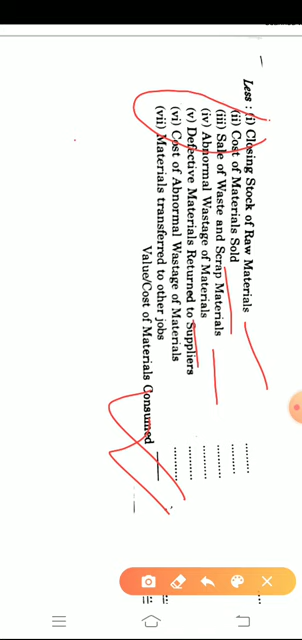 Less : (i) Closing Stock of Raw Materials ........
(ii) Cost of Materials Sold ........
(iii) Sale of Waste and Scrap Materials ........
(iv) Abnormal Wastage of Materials ........
(v) Defective Materials Returned to Suppliers ........
(vi) Cost of Abnormal Wastage of Materials ........
(vii) Materials transferred to other jobs
Value/Cost of Materials Consumed